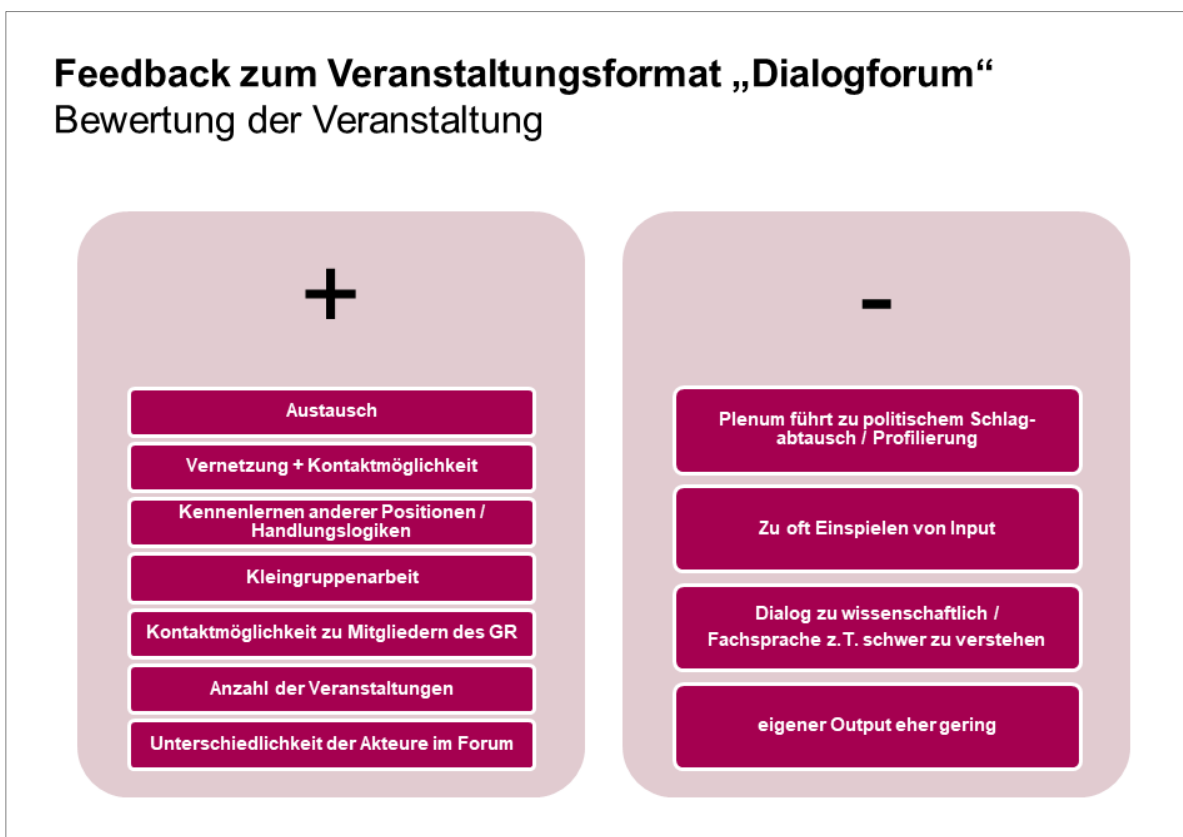 Feedback zum Veranstaltungsformat „Dialogforum“
Bewertung der Veranstaltung
+
Austausch
Vernetzung + Kontaktmöglichkeit
Kennenlernen anderer Positionen /
Handlungslogiken
Kleingruppenarbeit
Kontaktmöglichkeit zu Mitgliedern des GR
Anzahl der Veranstaltungen
Unterschiedlichkeit der Akteure im Forum
-
Plenum führt zu politischem Schlag-
abtausch / Profilierung
Zu oft Einspielen von Input
Dialog zu wissenschaftlich /
Fachsprache z.T. schwer zu verstehen
eigener Output eher gering